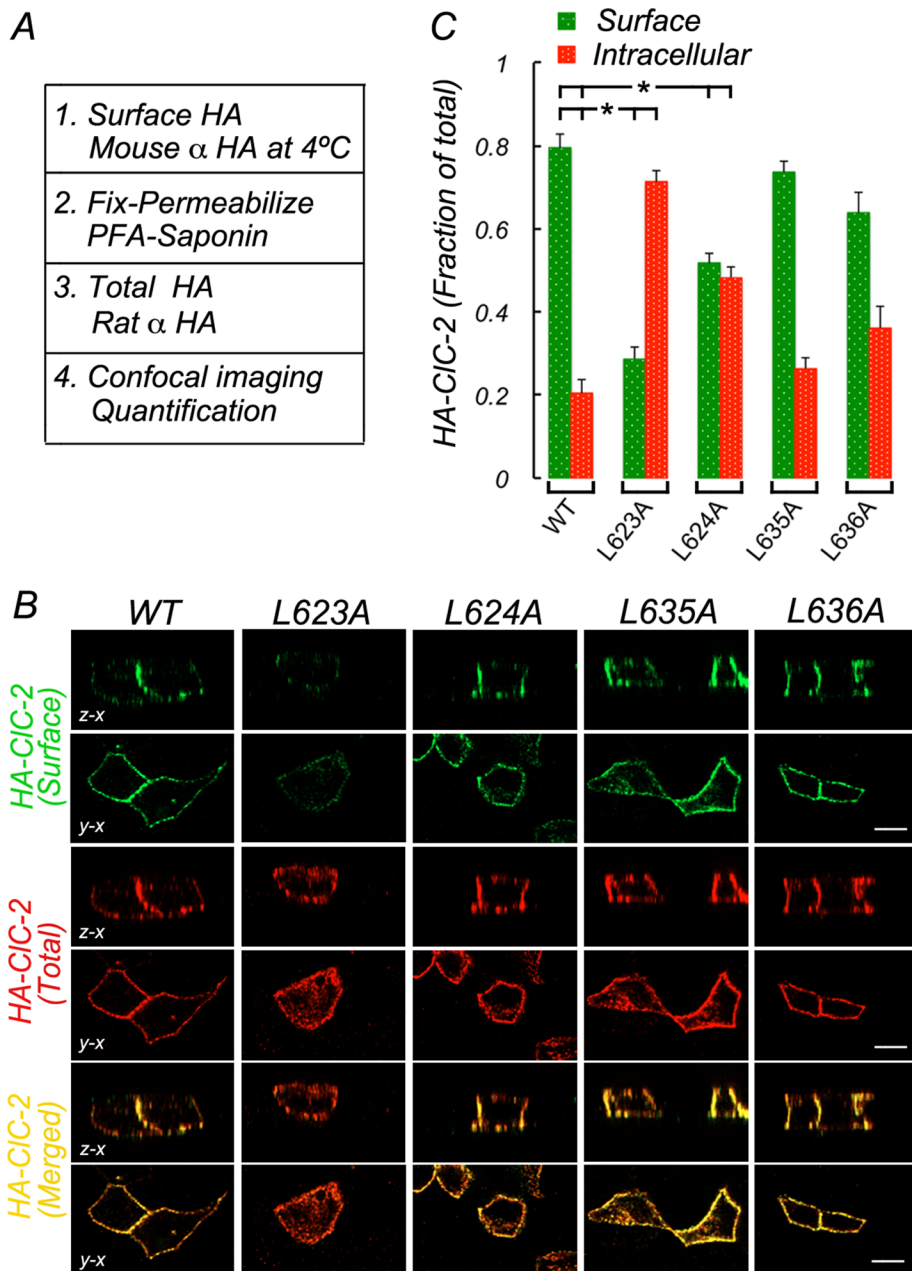 A
1. Surface HA
Mouse α HA at 4ºC
2. Fix-Permeabilize
PFA-Saponin
3. Total HA
Rat α HA
4. Confocal imaging
Quantification
C
Surface
Intracellular
HA-ClC-2 (Fraction of total)
1
0.8
0.6
0.4
0.2
0
*
*
WT
L623A
L624A
L635A
L636A
B
WT
L623A
L624A
L635A
L636A
HA-ClC-2
(Surface)
z-x
y-x
HA-ClC-2
(Total)
z-x
y-x
HA-ClC-2
(Merged)
z-x
y-x